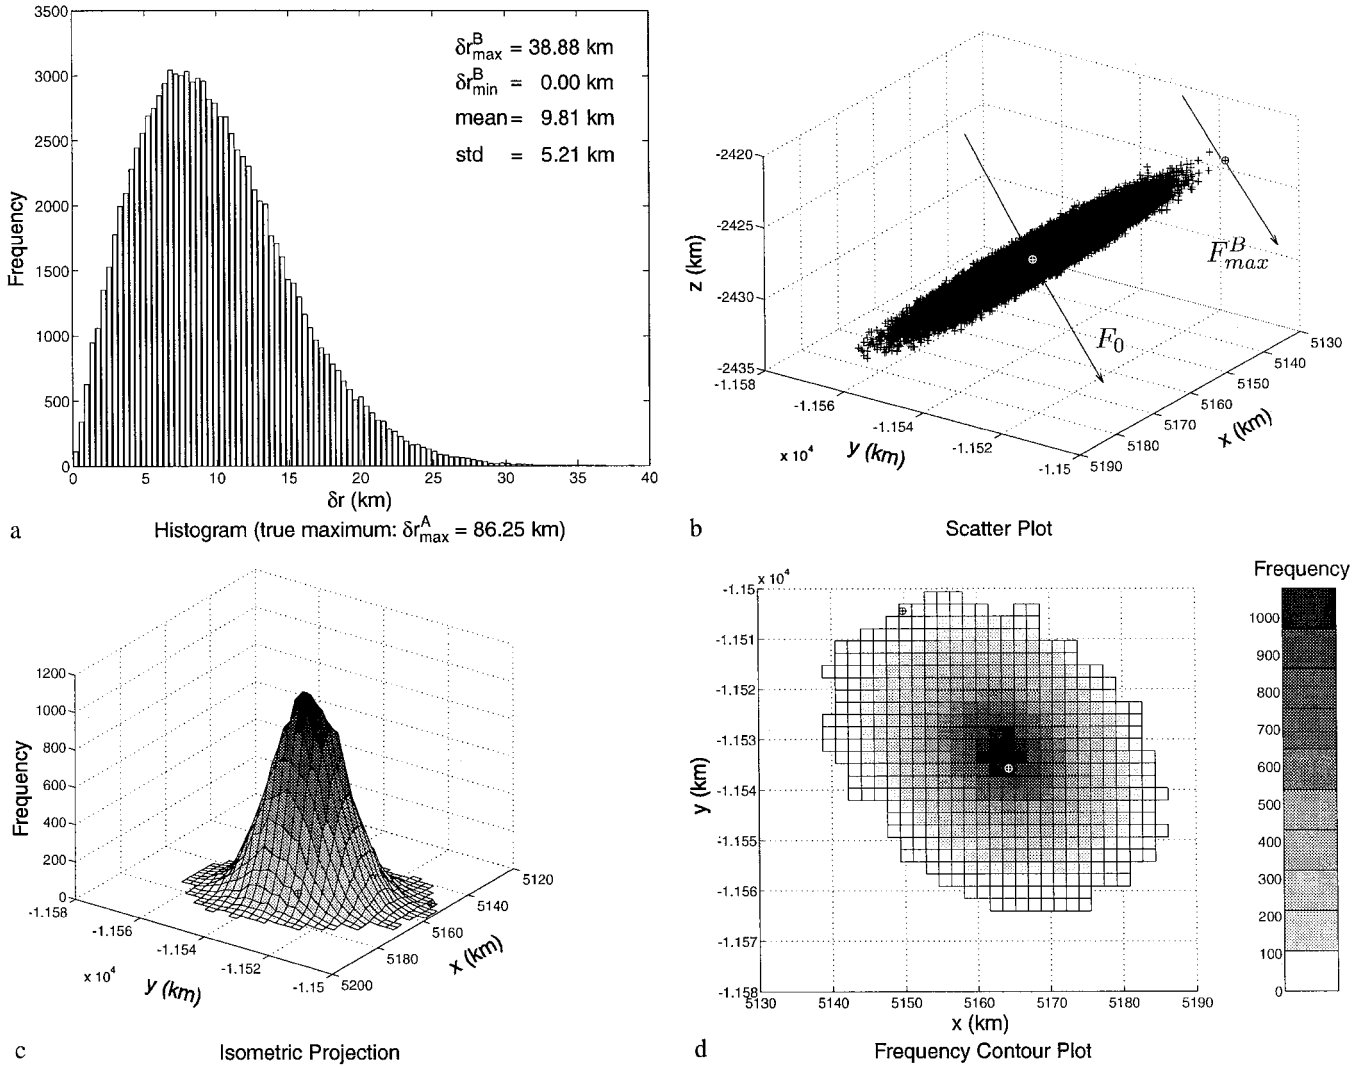 3500
3000
2500
2000
1500
1000
500
0
Frequency
δr^B_max = 38.88 km
δr^B_min = 0.00 km
mean = 9.81 km
std = 5.21 km
0 5 10 15 20 25 30 35 40
δr (km)
a
Histogram (true maximum: δr^A_max = 86.25 km)
-2420
-2425
-2430
-2435
z (km)
F^B_max
F_0
-1.158
-1.156
-1.154
-1.152
-1.15
x 10^4
y (km)
5190
5180
5170
5160
5150
5140
5130
x (km)
b
Scatter Plot
1200
1000
800
600
400
200
0
Frequency
-1.158
-1.156
-1.154
-1.152
-1.15
x 10^4
y (km)
5200
5180
5160
5140
5120
x (km)
c
Isometric Projection
x 10^4
-1.15
-1.151
-1.152
-1.153
-1.154
-1.155
-1.156
-1.157
-1.158
y (km)
5130 5140 5150 5160 5170 5180 5190
x (km)
Frequency
1000
900
800
700
600
500
400
300
200
100
0
d
Frequency Contour Plot